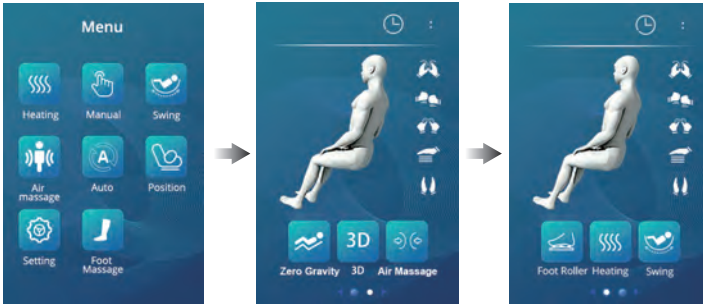 Menu
Heating Manual Swing
Air massage Auto Position
A
Setting Foot Massage
:
3D
Zero Gravity 3D Air Massage
:
Foot Roller Heating Swing